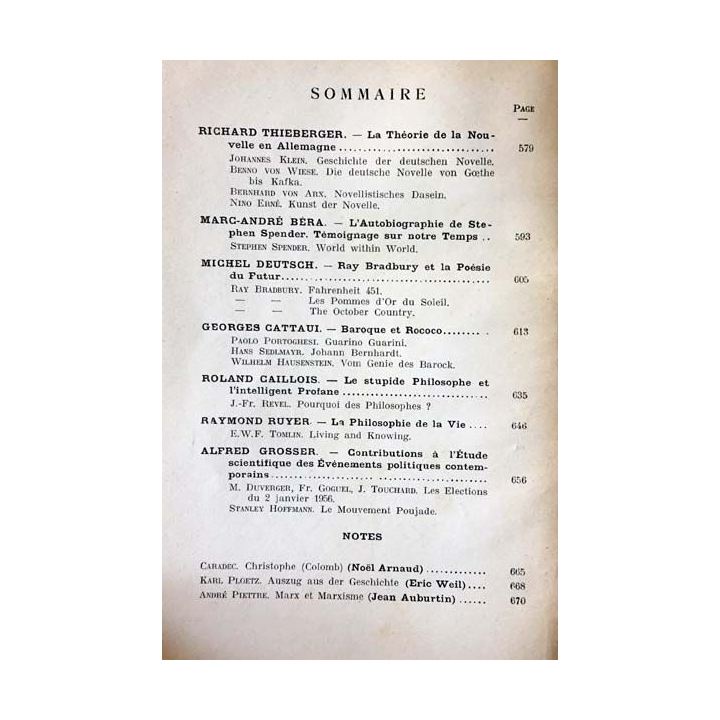 SOMMAIRE
PAGE
RICHARD THIEBERGER. — La Théorie de la Nou-
velle en Allemagne ................................. 579
JOHANNES KLEIN. Geschichte der deutschen Novelle.
BENNO VON WIESE. Die deutsche Novelle von Gœthe
bis Kafka.
BERNHARD VON ARX. Novellistisches Dasein.
NINO ERNÉ. Kunst der Novelle.
MARC-ANDRÉ BÉRA. — L'Autobiographie de Ste-
phen Spender. Témoignage sur notre Temps .. 593
STEPHEN SPENDER. World within World.
MICHEL DEUTSCH. — Ray Bradbury et la Poésie
du Futur............................................ 605
RAY BRADBURY. Fahrenheit 451.
— — Les Pommes d'Or du Soleil.
— — The October Country.
GEORGES CATTAUI. — Baroque et Rococo........ . 613
PAOLO PORTOGHESI. Guarino Guarini.
HANS SEDLMAYR. Johann Bernhardt.
WILHELM HAUSENSTEIN. Vom Genie des Barock.
ROLAND CAILLOIS. — Le stupide Philosophe et
l'intelligent Profane ............................... 635
J.-FR. REVEL. Pourquoi des Philosophes ?
RAYMOND RUYER. — La Philosophie de la Vie .... 646
E.W.F. TOMLIN. Living and Knowing.
ALFRED GROSSER. — Contributions à l'Étude
scientifique des Événements politiques contem-
porains.............................................. 656
M. DUVERGER, FR. GOGUEL, J. TOUCHARD. Les Elections
du 2 janvier 1956.
STANLEY HOFFMANN. Le Mouvement Poujade.
NOTES
CARADEC. Christophe (Colomb) (Noël Arnaud) ............. 665
KARL PLOETZ. Auszug aus der Geschichte (Eric Weil).... 668
ANDRÉ PIETTRE. Marx et Marxisme (Jean Auburtin) ...... 670